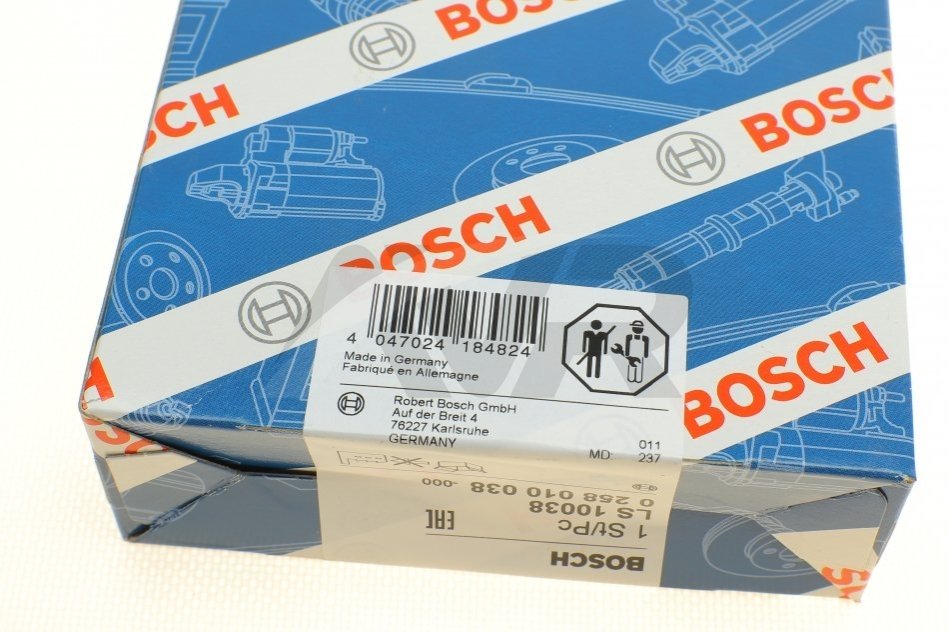 BOSCH
BOSCH
BOSCH
BOSCH
BOSCH
4 047024 184824
Made in Germany
Fabriqué en Allemagne
Robert Bosch GmbH
Auf der Breit 4
76227 Karlsruhe
GERMANY
011
MD: 237
BOSCH
1 St/Pc
LS 10038
0 258 010 038 -000
EAC